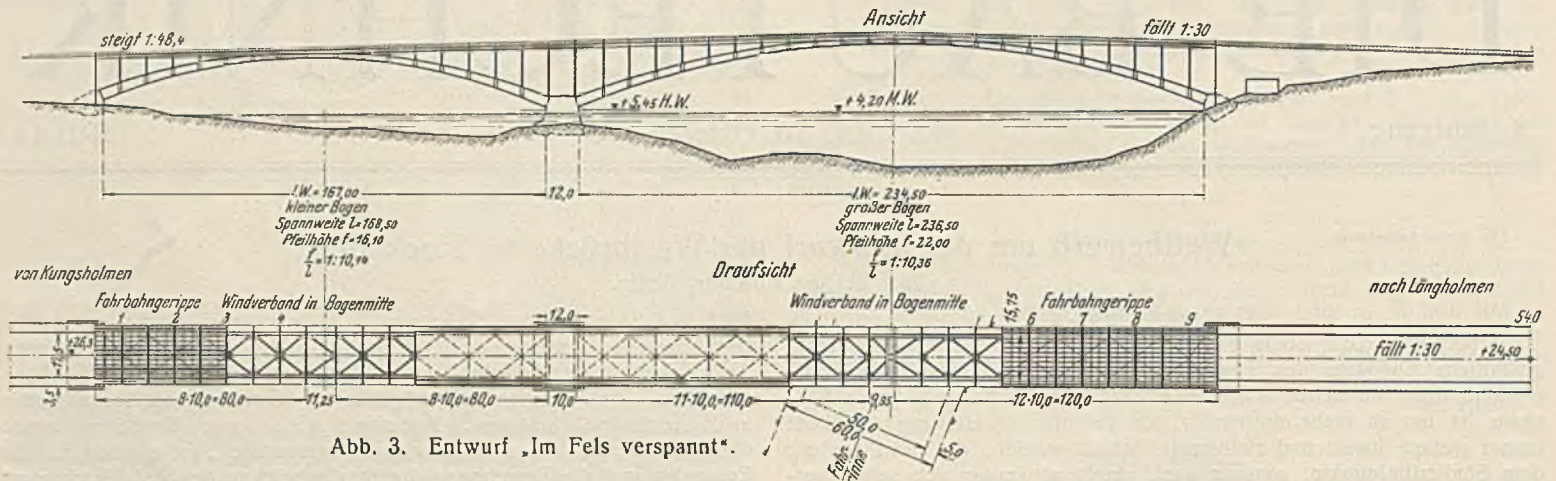 Ansicht
steigt 1:48,4
fällt 1:30
+5,45 H.W.
+4,20 M.W.
l.W.= 167,00
12,0
l.W.= 234,50
kleiner Bogen
Spannweite l=168,50
Pfeilhöhe f=16,10
f/l = 1:10,14
großer Bogen
Spannweite l=236,50
Pfeilhöhe f=22,00
f/l = 1:10,36
von Kungsholmen
Draufsicht
nach Långholmen
Fahrbahngerippe
Windverband in Bogenmitte
12,0
Windverband in Bogenmitte
Fahrbahngerippe
1 2 3 4
6 7 8 9
15,75
540
fällt 1:30
+24,50
8·10,0=80,0
11,25
8·10,0=80,0
10,0
11·10,0=110,0
9,85
12·10,0=120,0
50,0
60,0
15,0
Fahr-
rinne
Abb. 3. Entwurf „Im Fels verspannt“.